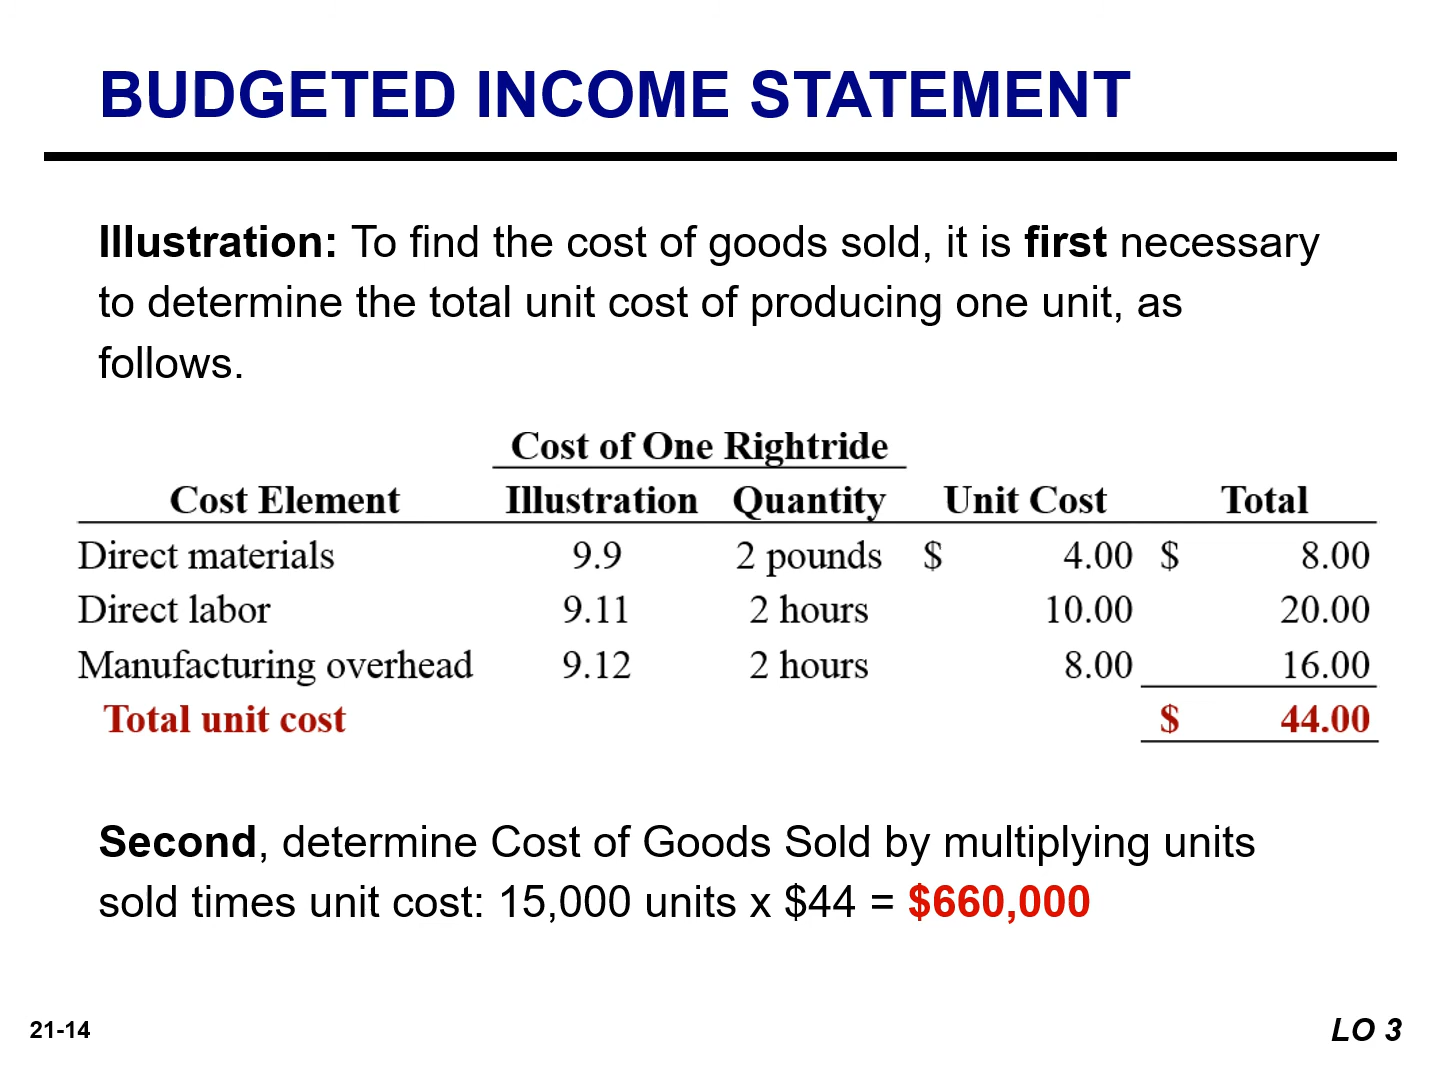 BUDGETED INCOME STATEMENT
Illustration: To find the cost of goods sold, it is first necessary
to determine the total unit cost of producing one unit, as
follows.
Cost of One Rightride
Cost Element Illustration Quantity Unit Cost Total
Direct materials 9.9 2 pounds $ 4.00 $ 8.00
Direct labor 9.11 2 hours 10.00 20.00
Manufacturing overhead 9.12 2 hours 8.00 16.00
Total unit cost $ 44.00
Second, determine Cost of Goods Sold by multiplying units
sold times unit cost: 15,000 units x $44 = $660,000
21-14 LO 3